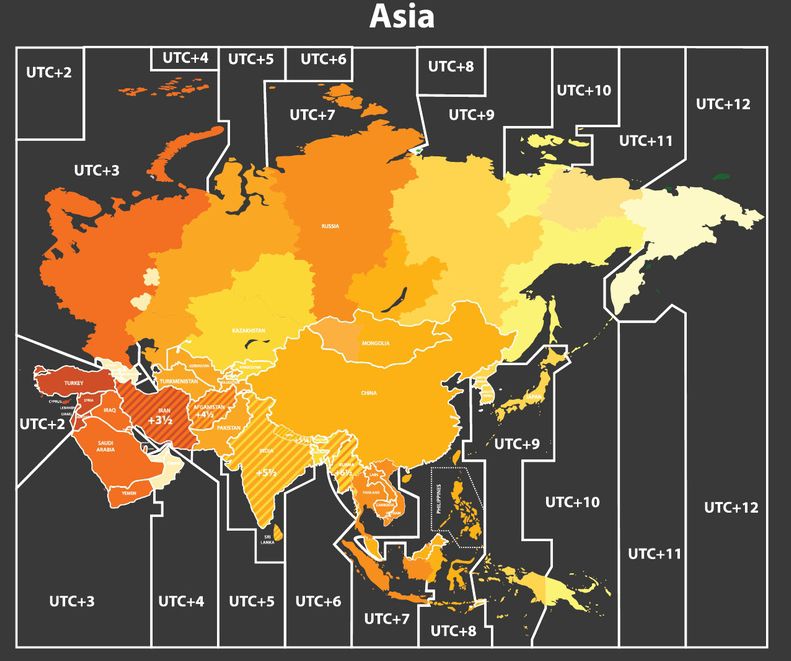 Asia
UTC+2
UTC+4
UTC+5
UTC+6
UTC+8
UTC+10
UTC+12
UTC+7
UTC+9
UTC+11
UTC+3
RUSSIA
KAZAKHSTAN
MONGOLIA
TURKMENISTAN
TURKEY
CHINA
CYPRUS
SYRIA
LEBANON
IRAQ
IRAN
+3½
AFGANISTAN
+4½
PAKISTAN
JAPAN
UTC+2
SAUDI
ARABIA
INDIA
+5½
+6½
LAOS
THAILAND
CAMBODIA
YEMEN
PHILIPPINES
UTC+9
UTC+10
UTC+12
SRI
LANKA
UTC+11
UTC+3
UTC+4
UTC+5
UTC+6
UTC+7
UTC+8